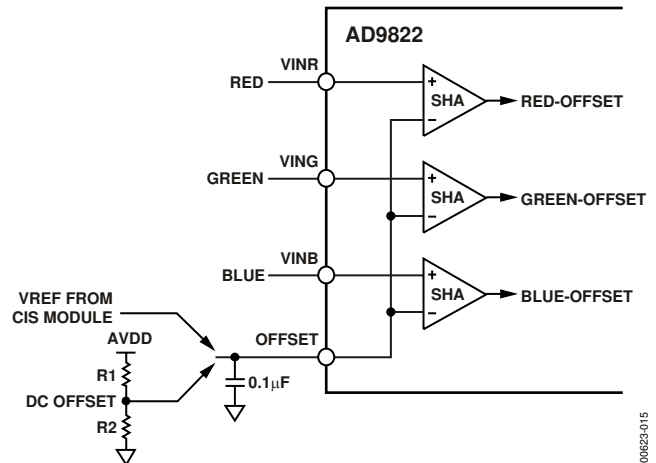 AD9822
VINR
RED
+
SHA
−
RED-OFFSET
VING
GREEN
+
SHA
−
GREEN-OFFSET
VINB
BLUE
+
SHA
−
BLUE-OFFSET
VREF FROM
CIS MODULE
AVDD
OFFSET
R1
0.1μF
DC OFFSET
R2
00623-015